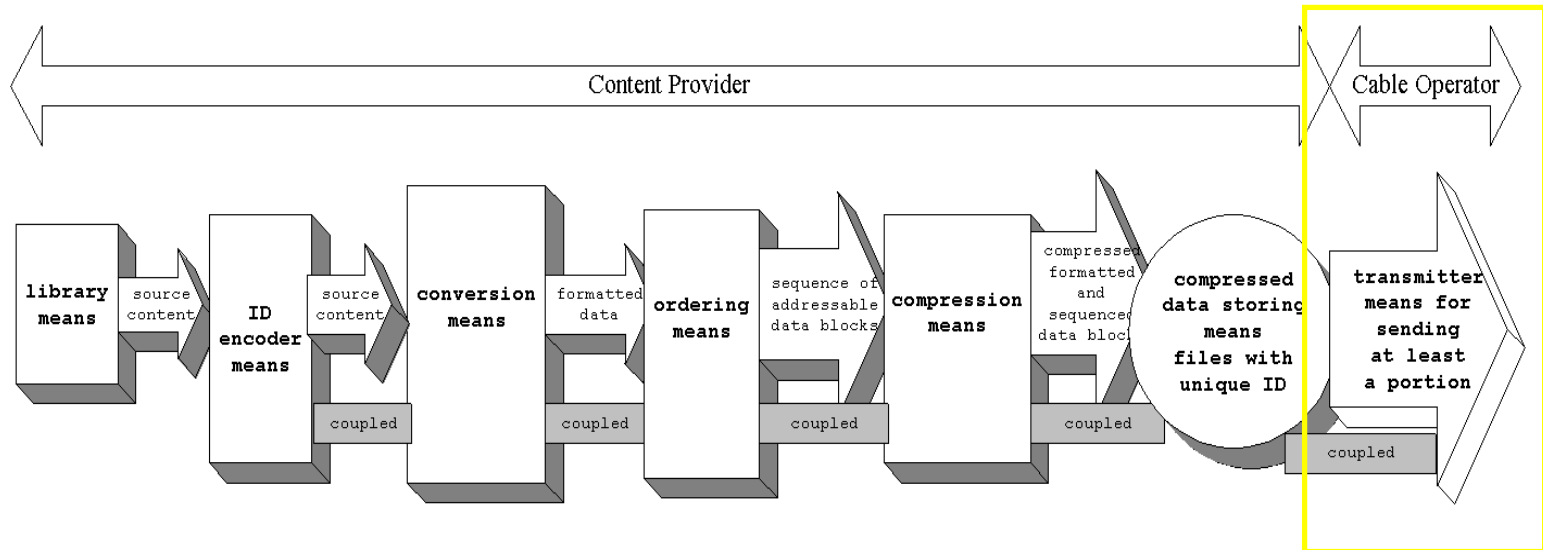 Content Provider
Cable Operator
library
means
source
content
ID
encoder
means
source
content
coupled
conversion
means
formatted
data
coupled
ordering
means
sequence of
addressable
data blocks
coupled
compression
means
compressed
formatted
and
sequenced
data blocks
coupled
compressed
data storing
means
files with
unique ID
transmitter
means for
sending
at least
a portion
coupled